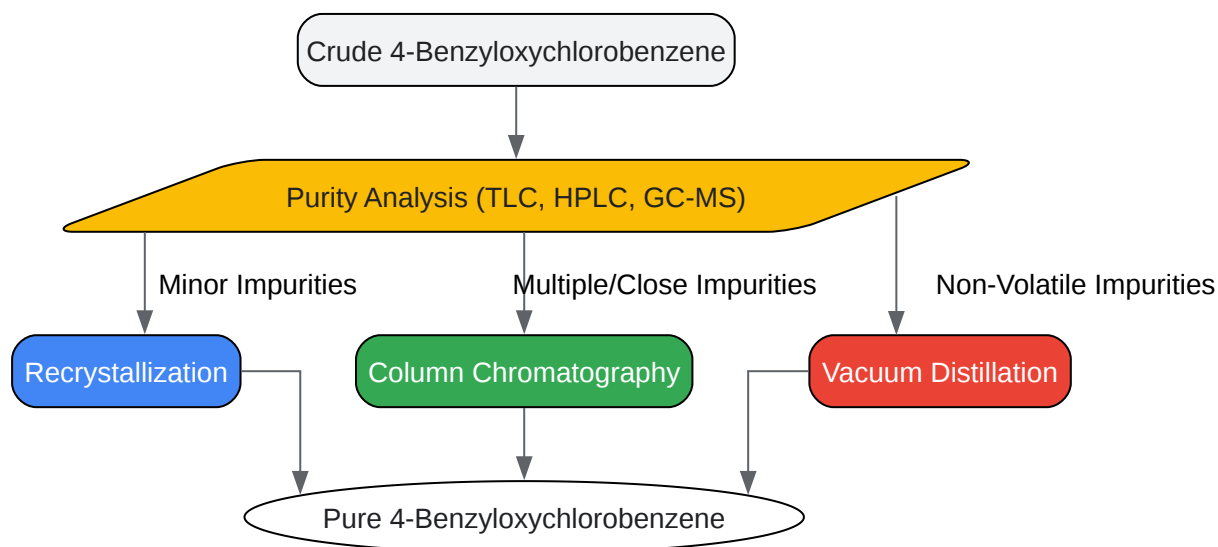 Crude 4-Benzyloxychlorobenzene
Purity Analysis (TLC, HPLC, GC-MS)
Minor Impurities
Multiple/Close Impurities
Non-Volatile Impurities
Recrystallization
Column Chromatography
Vacuum Distillation
Pure 4-Benzyloxychlorobenzene